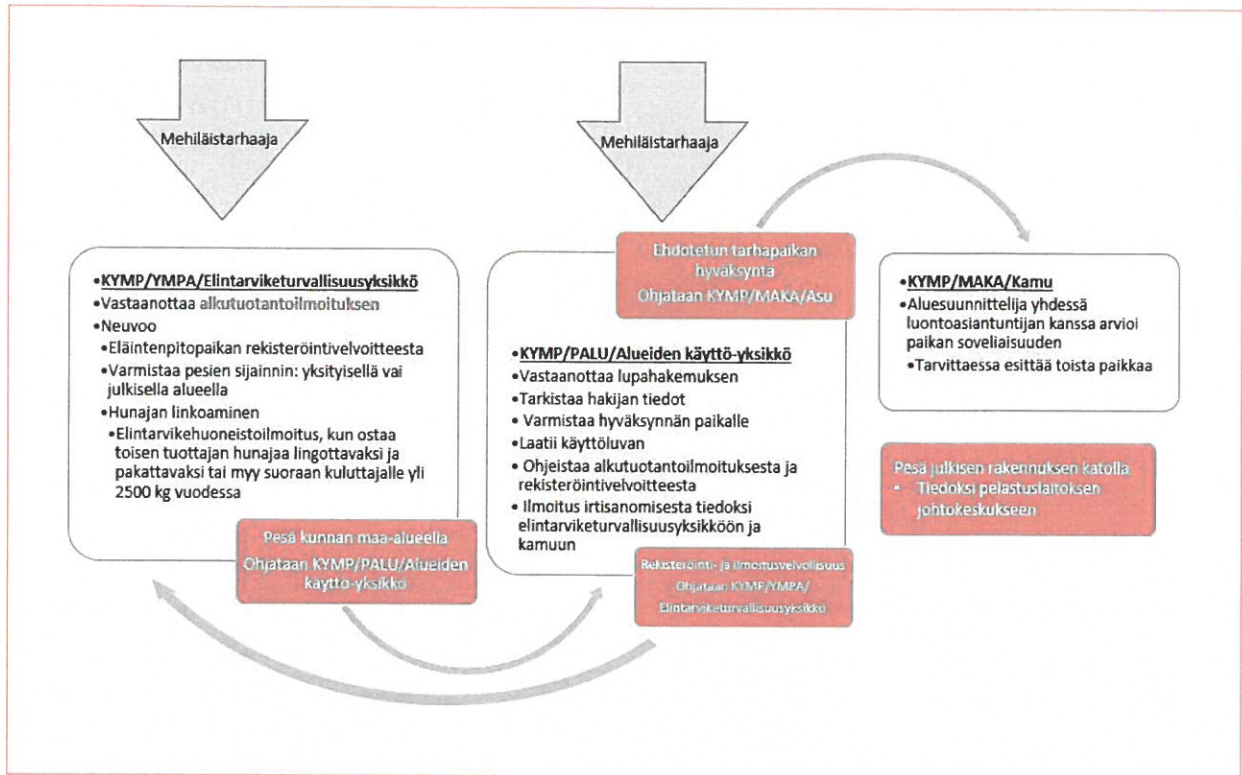 Mehiläistarhaaja
•KYMP/YMPA/Elintarviketurvallisuusyksikkö
•Vastaanottaa alkutuotantoilmoituksen
•Neuvoo
•Eläintenpitopaikan rekisteröintivelvoitteesta
•Varmistaa pesien sijainnin: yksityisellä vai
julkisella alueella
•Hunajan linkoaminen
•Elintarvikehuoneistoilmoitus, kun ostaa
toisen tuottajan hunajaa lingottavaksi ja
pakattavaksi tai myy suoraan kuluttajalle yli
2500 kg vuodessa
Pesä kunnan maa-alueella
Ohjataan KYMP/PALU/Alueiden
käyttö-yksikkö
Mehiläistarhaaja
Ehdotetun tarhapaikan
hyväksyntä
Ohjataan KYMP/MAKA/Asu
•KYMP/PALU/Alueiden käyttö-yksikkö
•Vastaanottaa lupahakemuksen
•Tarkistaa hakijan tiedot
• Varmistaa hyväksynnän paikalle
•Laatii käyttöluvan
• Ohjeistaa alkutuotantoilmoituksesta ja
rekisteröintivelvoitteesta
• Ilmoitus irtisanomisesta tiedoksi
elintarviketurvallisuusyksikköön ja
kamuun
Rekisteröinti- ja ilmoitusvelvollisuus
Ohjataan KYMP/YMPA/
Elintarviketurvallisuusyksikkö
•KYMP/MAKA/Kamu
•Aluesuunnittelija yhdessä
luontoasiantuntijan kanssa arvioi
paikan soveliaisuuden
•Tarvittaessa esittää toista paikkaa
Pesä julkisen rakennuksen katolla
• Tiedoksi pelastuslaitoksen
johtokeskukseen